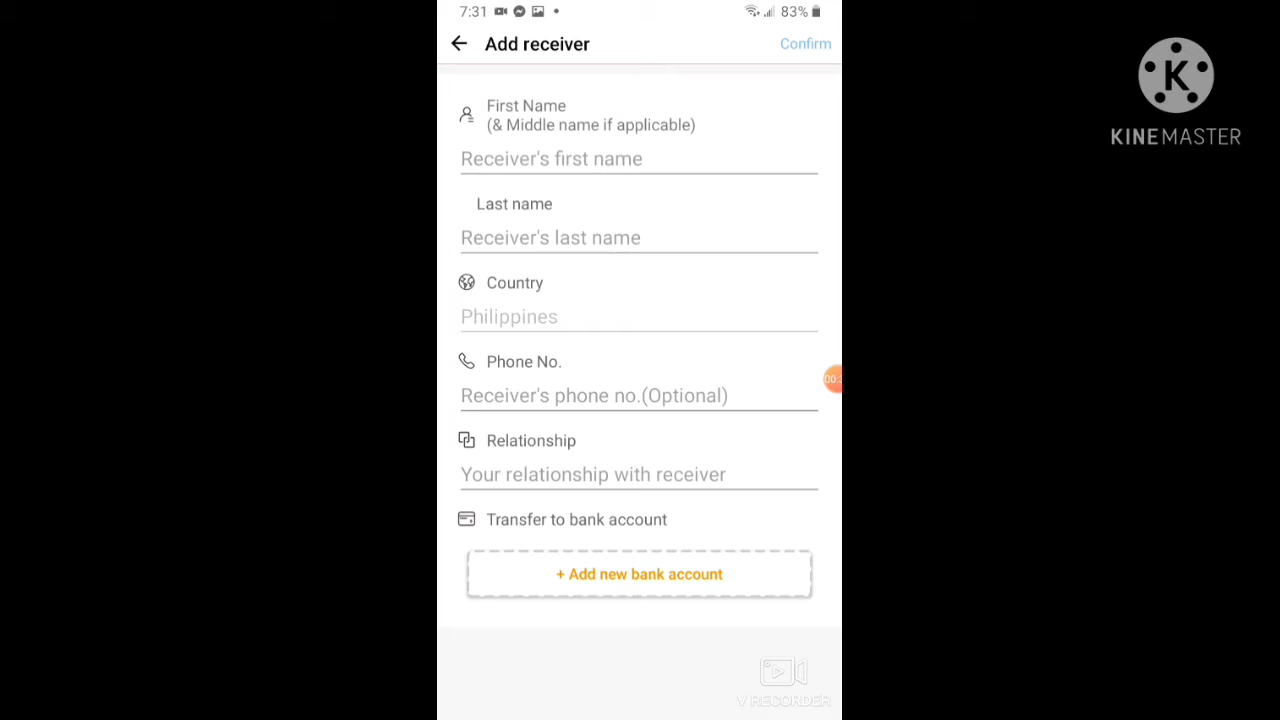 7:31
83%
Add receiver
Confirm
K
KINEMASTER
First Name
(& Middle name if applicable)
Receiver's first name
Last name
Receiver's last name
Country
Philippines
Phone No.
00:
Receiver's phone no.(Optional)
Relationship
Your relationship with receiver
Transfer to bank account
+ Add new bank account
V RECORDER